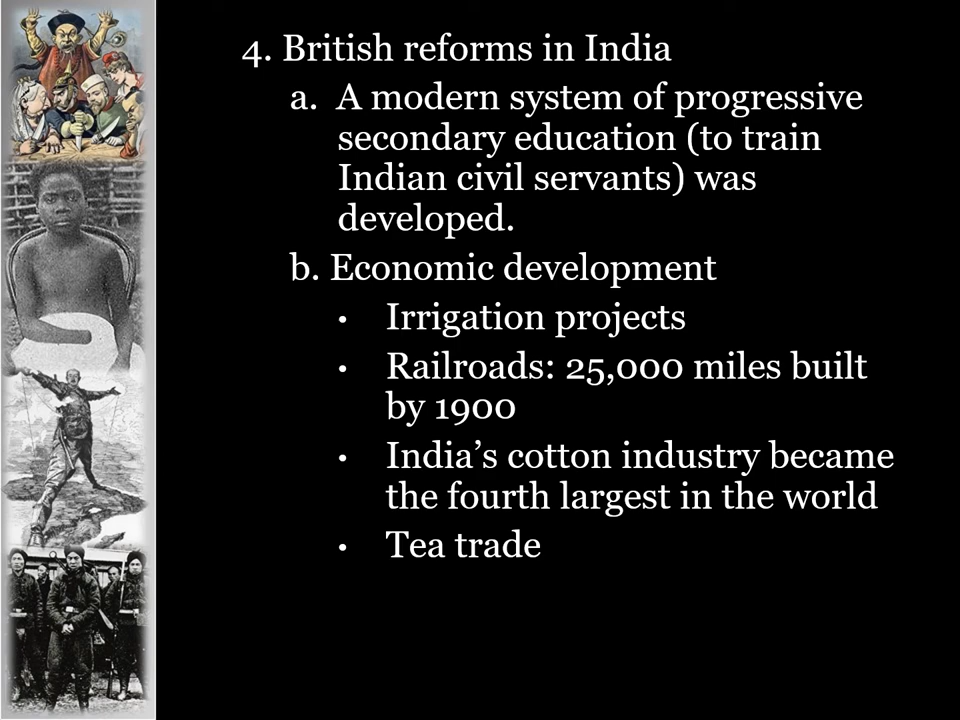 4. British reforms in India
a. A modern system of progressive
secondary education (to train
Indian civil servants) was
developed.
b. Economic development
• Irrigation projects
• Railroads: 25,000 miles built
by 1900
• India’s cotton industry became
the fourth largest in the world
• Tea trade